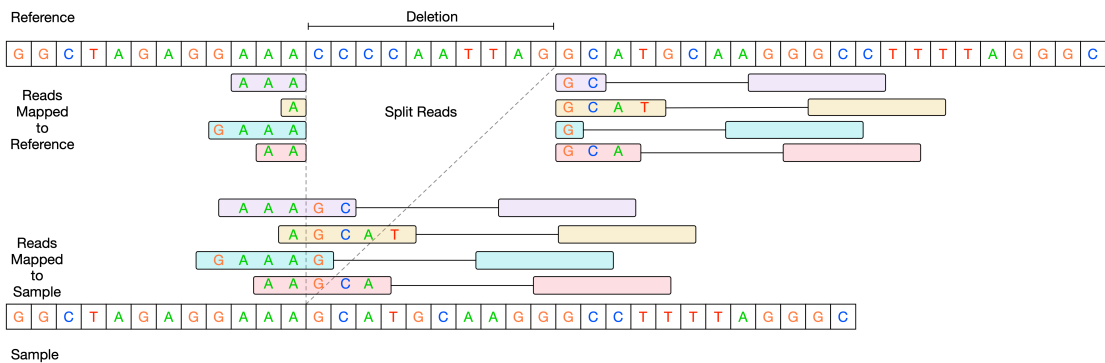 Reference
Deletion
G G C T A G A G G A A A C C C C A A T T A G G C A T G C A A G G G C C T T T T A G G G C
Reads
Mapped
to
Reference
A A A
G C
A
Split Reads
G C A T
G A A A
G
A A
G C A
Reads
Mapped
to
Sample
A A A G C
A G C A T
G A A A G
A A G C A
G G C T A G A G G A A A G C A T G C A A G G G C C T T T T A G G G C
Sample